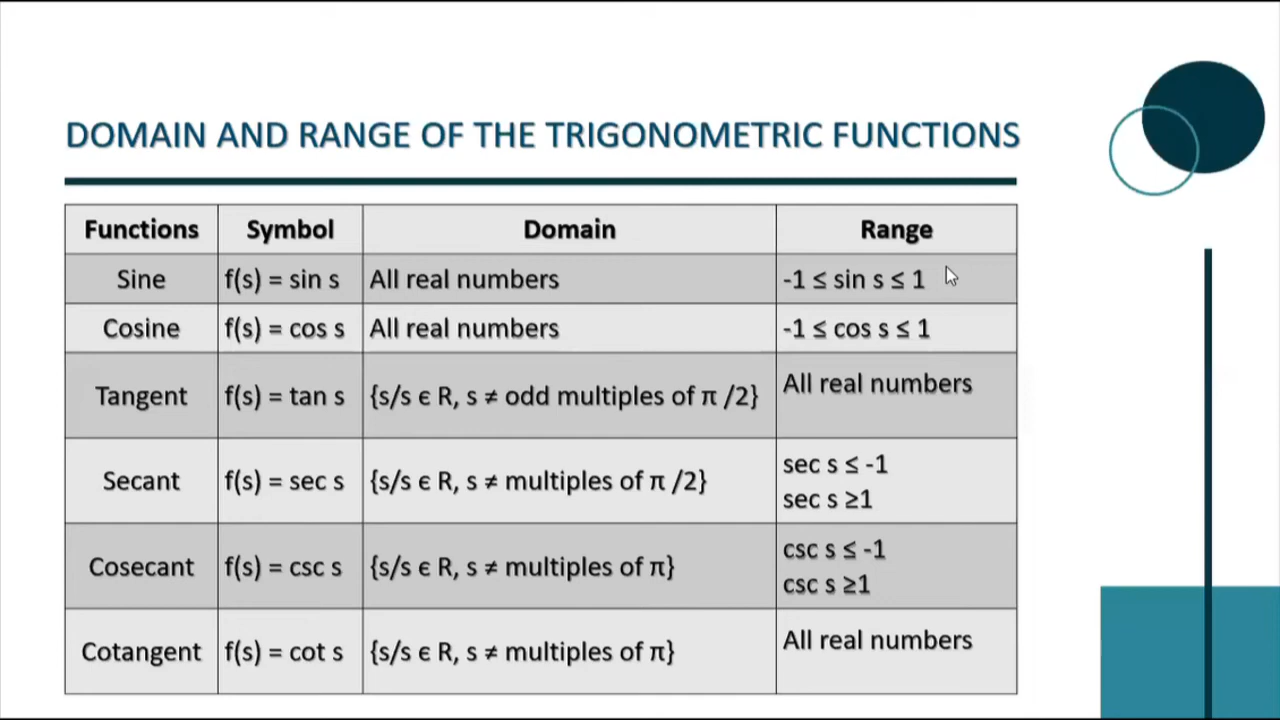 DOMAIN AND RANGE OF THE TRIGONOMETRIC FUNCTIONS
Functions Symbol Domain Range
Sine f(s) = sin s All real numbers -1 ≤ sin s ≤ 1
Cosine f(s) = cos s All real numbers -1 ≤ cos s ≤ 1
Tangent f(s) = tan s {s/s ϵ R, s ≠ odd multiples of π /2} All real numbers
Secant f(s) = sec s {s/s ϵ R, s ≠ multiples of π /2} sec s ≤ -1
sec s ≥1
Cosecant f(s) = csc s {s/s ϵ R, s ≠ multiples of π} csc s ≤ -1
csc s ≥1
Cotangent f(s) = cot s {s/s ϵ R, s ≠ multiples of π} All real numbers